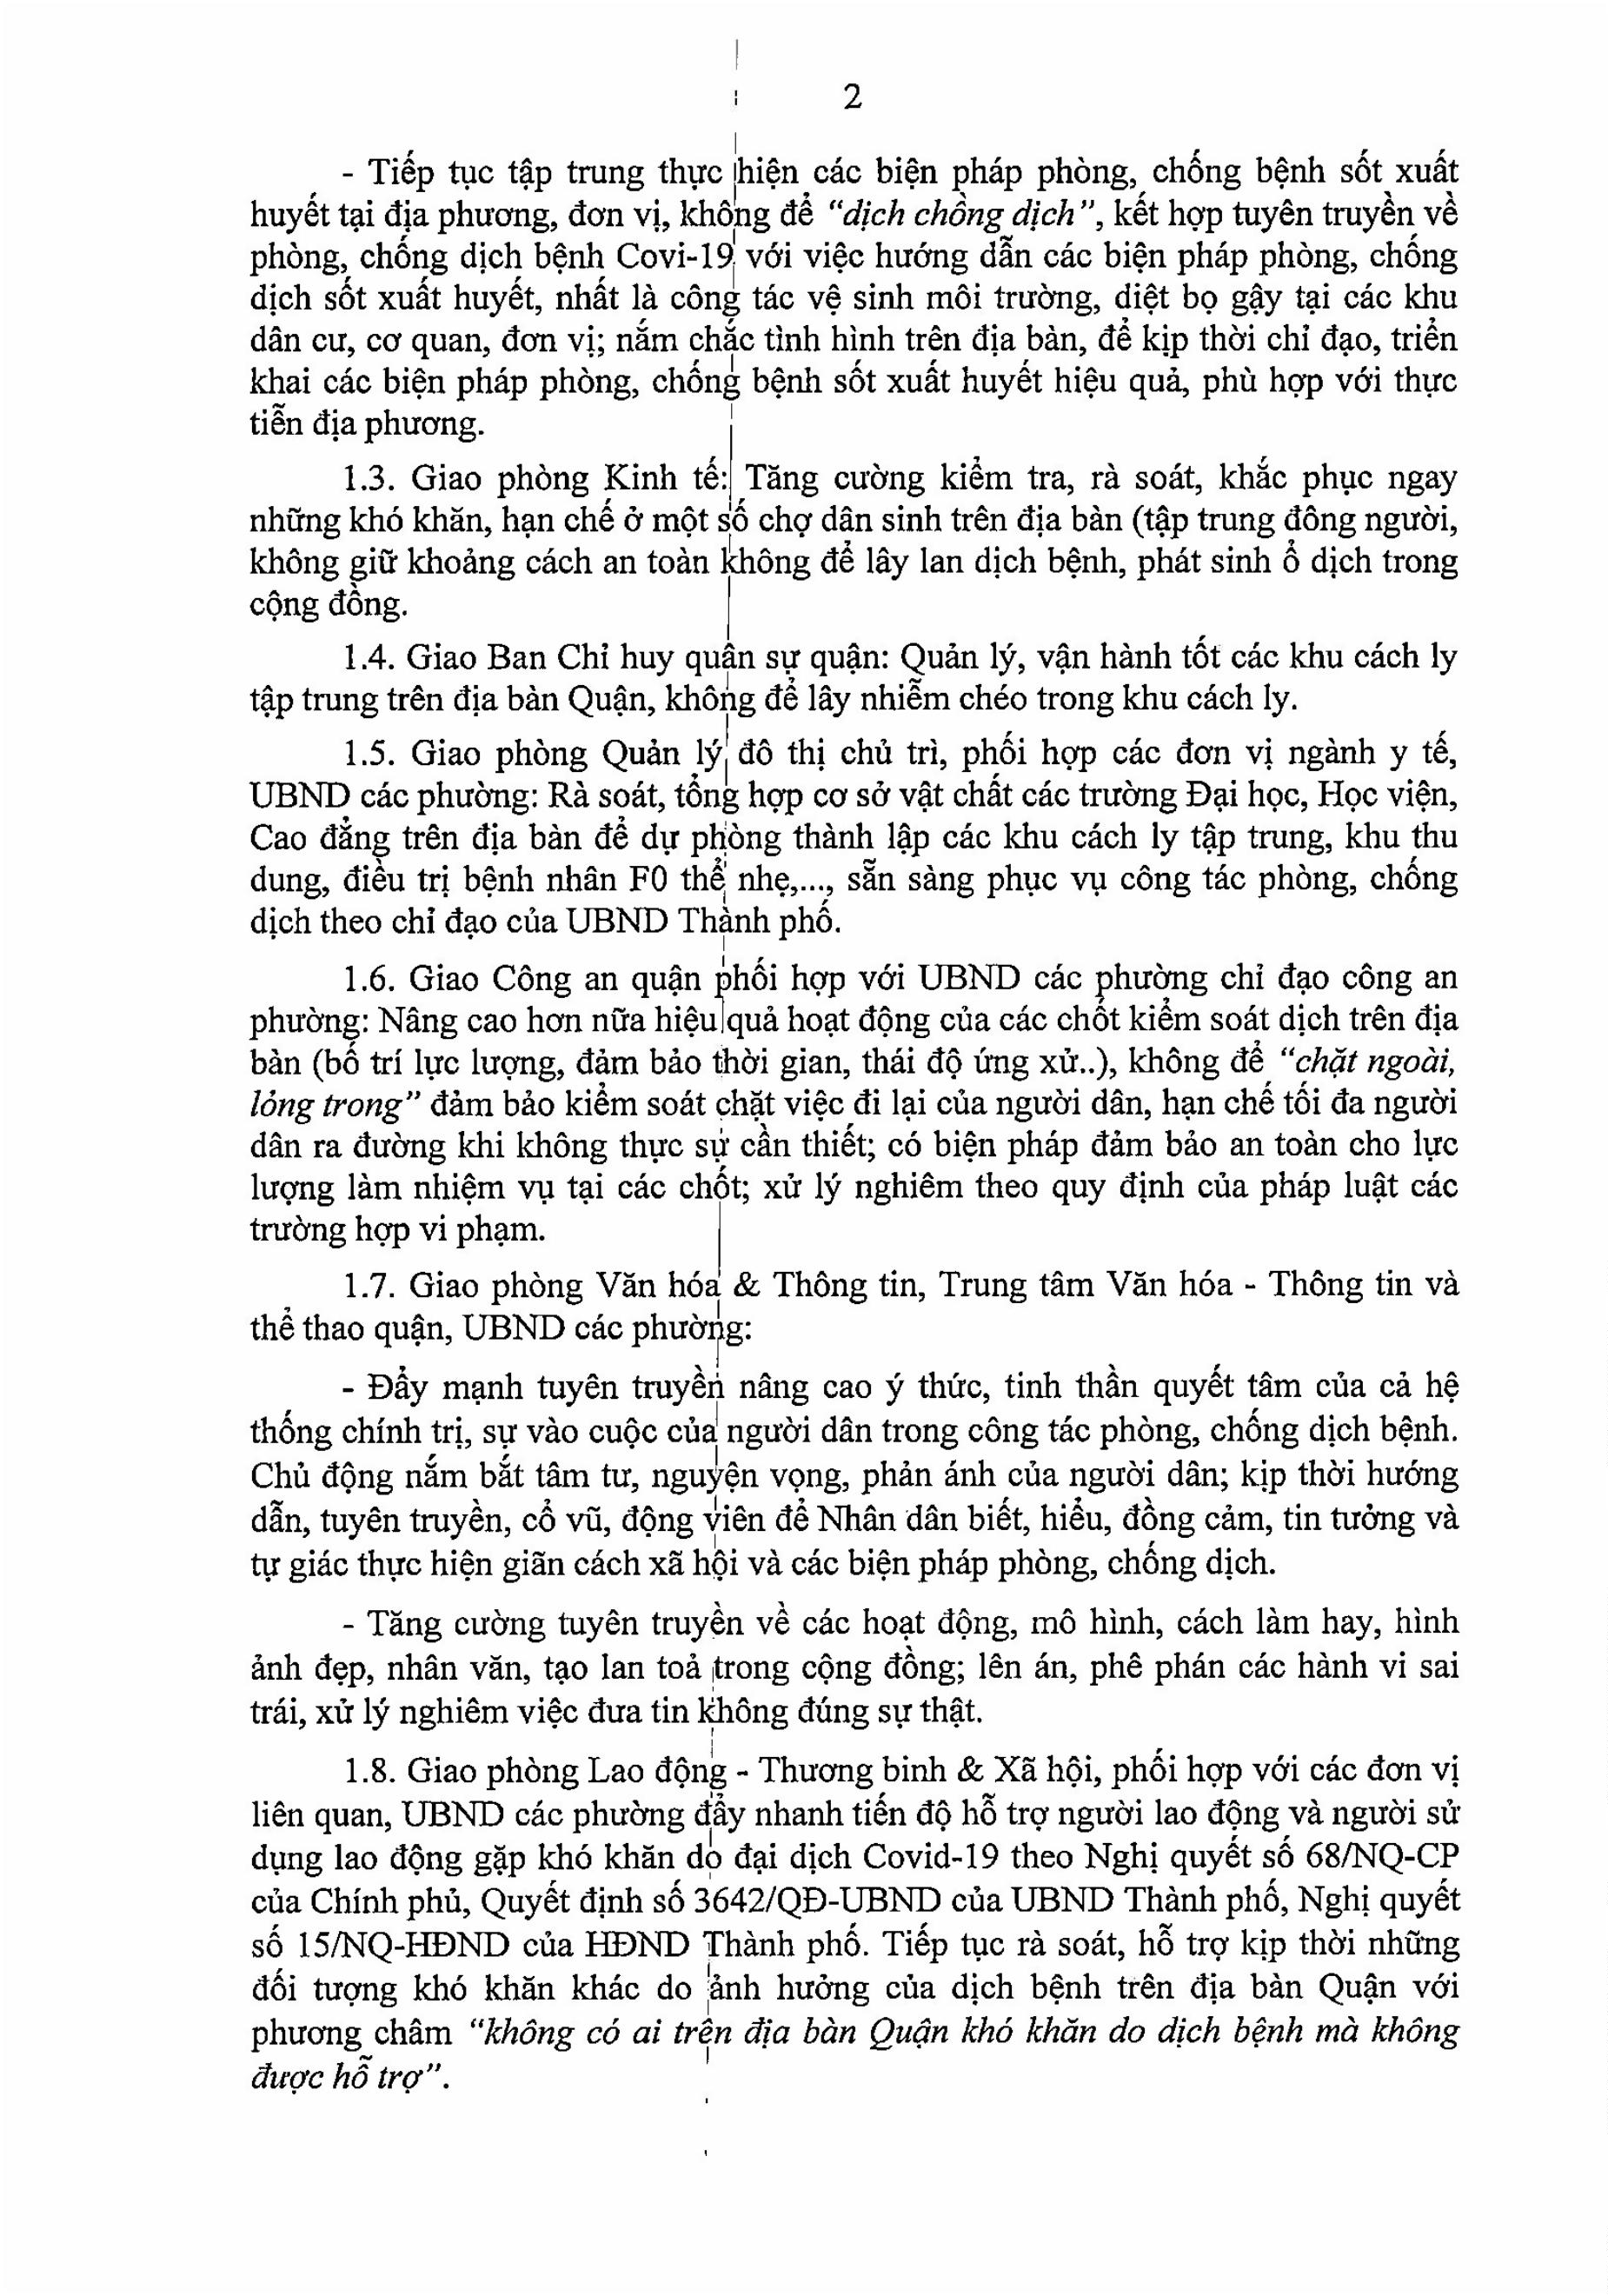 2
- Tiếp tục tập trung thực hiện các biện pháp phòng, chống bệnh sốt xuất
huyết tại địa phương, đơn vị, không để “dịch chồng dịch”, kết hợp tuyên truyền về
phòng, chống dịch bệnh Covi-19 với việc hướng dẫn các biện pháp phòng, chống
dịch sốt xuất huyết, nhất là công tác vệ sinh môi trường, diệt bọ gậy tại các khu
dân cư, cơ quan, đơn vị; nắm chắc tình hình trên địa bàn, để kịp thời chỉ đạo, triển
khai các biện pháp phòng, chống bệnh sốt xuất huyết hiệu quả, phù hợp với thực
tiễn địa phương.
1.3. Giao phòng Kinh tế: Tăng cường kiểm tra, rà soát, khắc phục ngay
những khó khăn, hạn chế ở một số chợ dân sinh trên địa bàn (tập trung đông người,
không giữ khoảng cách an toàn không để lây lan dịch bệnh, phát sinh ổ dịch trong
cộng đồng.
1.4. Giao Ban Chỉ huy quân sự quận: Quản lý, vận hành tốt các khu cách ly
tập trung trên địa bàn Quận, không để lây nhiễm chéo trong khu cách ly.
1.5. Giao phòng Quản lý đô thị chủ trì, phối hợp các đơn vị ngành y tế,
UBND các phường: Rà soát, tổng hợp cơ sở vật chất các trường Đại học, Học viện,
Cao đẳng trên địa bàn để dự phòng thành lập các khu cách ly tập trung, khu thu
dung, điều trị bệnh nhân F0 thể nhẹ,..., sẵn sàng phục vụ công tác phòng, chống
dịch theo chỉ đạo của UBND Thành phố.
1.6. Giao Công an quận phối hợp với UBND các phường chỉ đạo công an
phường: Nâng cao hơn nữa hiệu quả hoạt động của các chốt kiểm soát dịch trên địa
bàn (bố trí lực lượng, đảm bảo thời gian, thái độ ứng xử..), không để “chặt ngoài,
lỏng trong” đảm bảo kiểm soát chặt việc đi lại của người dân, hạn chế tối đa người
dân ra đường khi không thực sự cần thiết; có biện pháp đảm bảo an toàn cho lực
lượng làm nhiệm vụ tại các chốt; xử lý nghiêm theo quy định của pháp luật các
trường hợp vi phạm.
1.7. Giao phòng Văn hóa & Thông tin, Trung tâm Văn hóa - Thông tin và
thể thao quận, UBND các phường:
- Đẩy mạnh tuyên truyền nâng cao ý thức, tinh thần quyết tâm của cả hệ
thống chính trị, sự vào cuộc của người dân trong công tác phòng, chống dịch bệnh.
Chủ động nắm bắt tâm tư, nguyện vọng, phản ánh của người dân; kịp thời hướng
dẫn, tuyên truyền, cổ vũ, động viên để Nhân dân biết, hiểu, đồng cảm, tin tưởng và
tự giác thực hiện giãn cách xã hội và các biện pháp phòng, chống dịch.
- Tăng cường tuyên truyền về các hoạt động, mô hình, cách làm hay, hình
ảnh đẹp, nhân văn, tạo lan toả trong cộng đồng; lên án, phê phán các hành vi sai
trái, xử lý nghiêm việc đưa tin không đúng sự thật.
1.8. Giao phòng Lao động - Thương binh & Xã hội, phối hợp với các đơn vị
liên quan, UBND các phường đẩy nhanh tiến độ hỗ trợ người lao động và người sử
dụng lao động gặp khó khăn do đại dịch Covid-19 theo Nghị quyết số 68/NQ-CP
của Chính phủ, Quyết định số 3642/QĐ-UBND của UBND Thành phố, Nghị quyết
số 15/NQ-HĐND của HĐND Thành phố. Tiếp tục rà soát, hỗ trợ kịp thời những
đối tượng khó khăn khác do ảnh hưởng của dịch bệnh trên địa bàn Quận với
phương châm “không có ai trên địa bàn Quận khó khăn do dịch bệnh mà không
được hỗ trợ”.